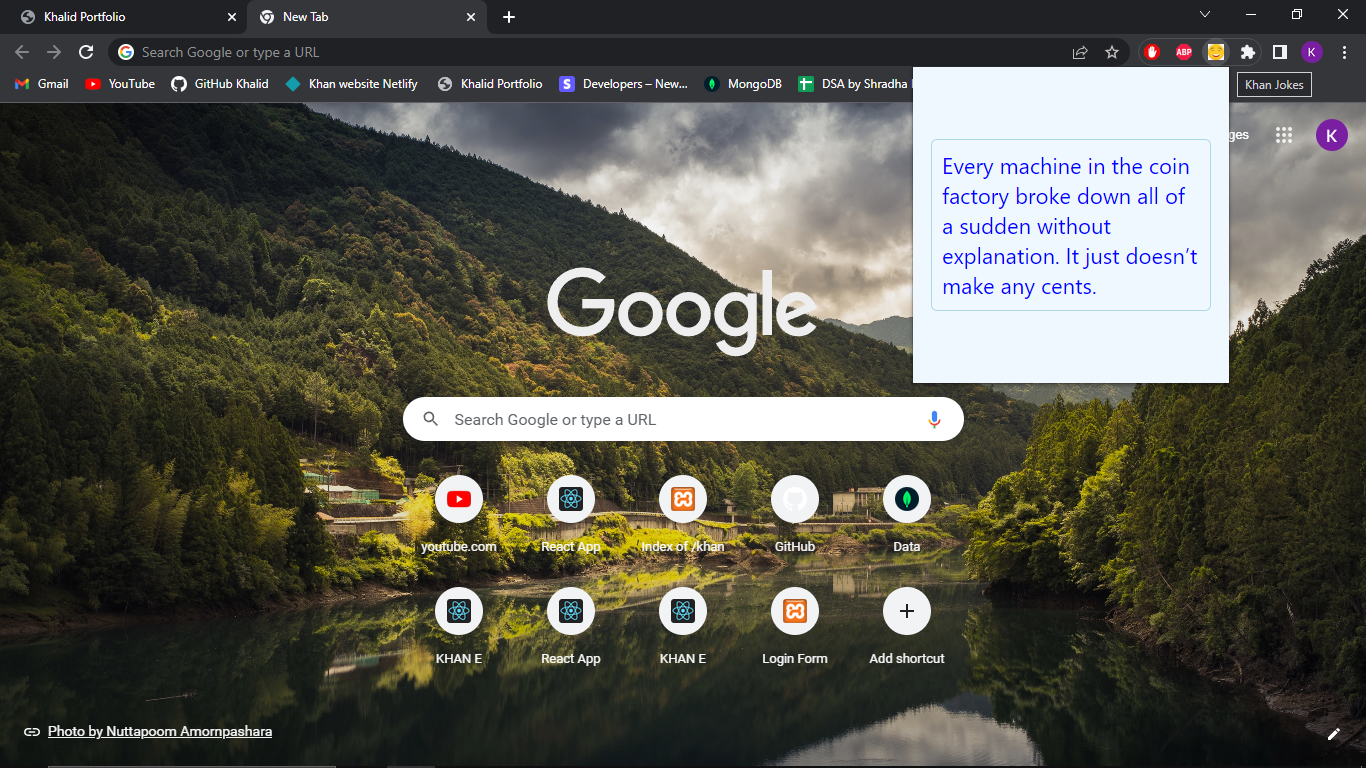 Khalid Portfolio
New Tab
Search Google or type a URL
ABP
K
Gmail
YouTube
GitHub Khalid
Khan website Netlify
Khalid Portfolio
S
Developers – New...
MongoDB
DSA by Shradha
Khan Jokes
ges
K
Every machine in the coin
factory broke down all of
a sudden without
explanation. It just doesn't
make any cents.
Google
Search Google or type a URL
youtube.com
React App
Index of /khan
GitHub
Data
KHAN E
React App
KHAN E
Login Form
Add shortcut
Photo by Nuttapoom Amornpashara